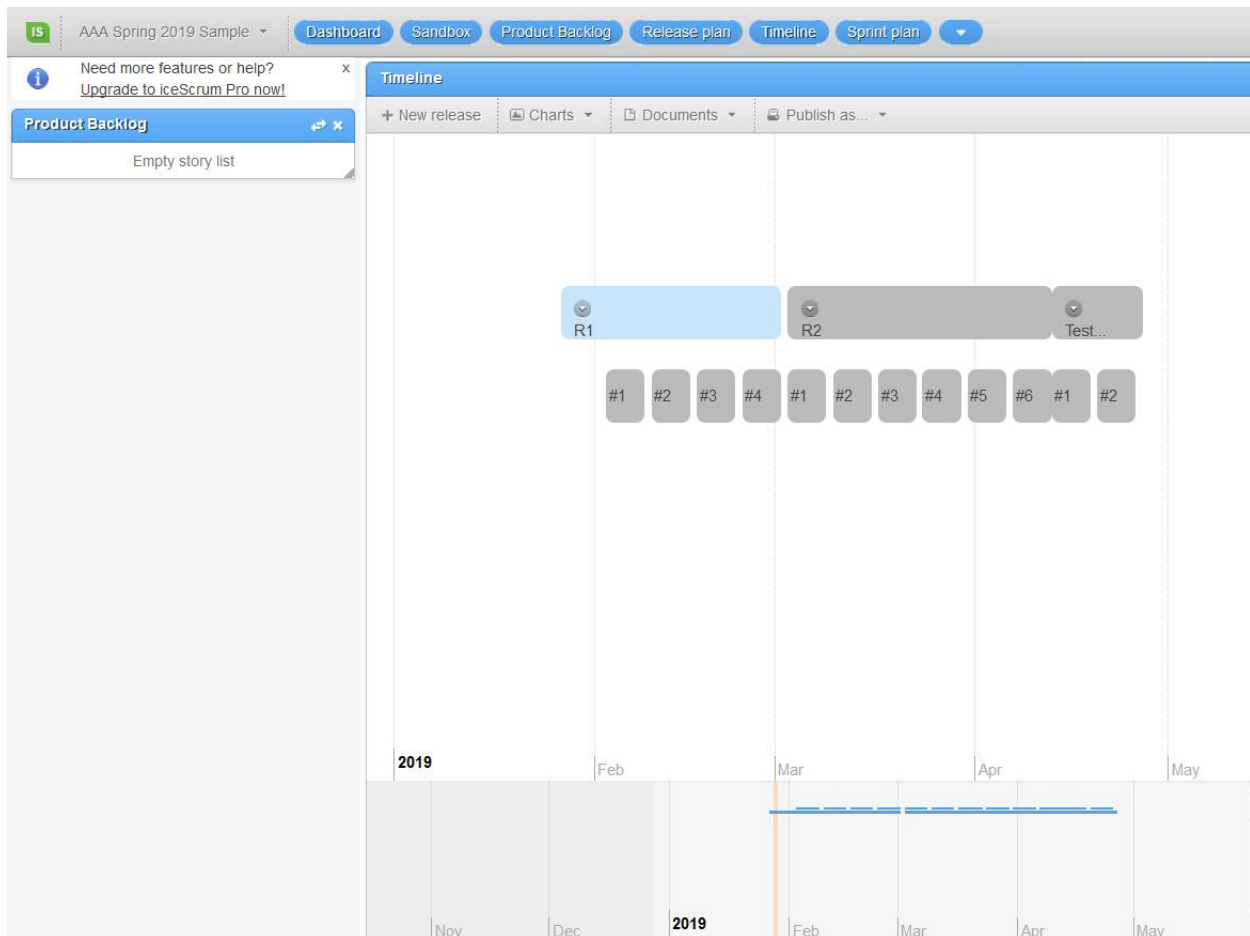 IS AAA Spring 2019 Sample Dashboard Sandbox Product Backlog Release plan Timeline Sprint plan
Need more features or help? x
Upgrade to iceScrum Pro now!
Product Backlog
Empty story list
Timeline
+ New release Charts Documents Publish as...
R1 R2 Test...
#1 #2 #3 #4 #1 #2 #3 #4 #5 #6 #1 #2
2019 Feb Mar Apr May
Nov Dec 2019 Feb Mar Apr May